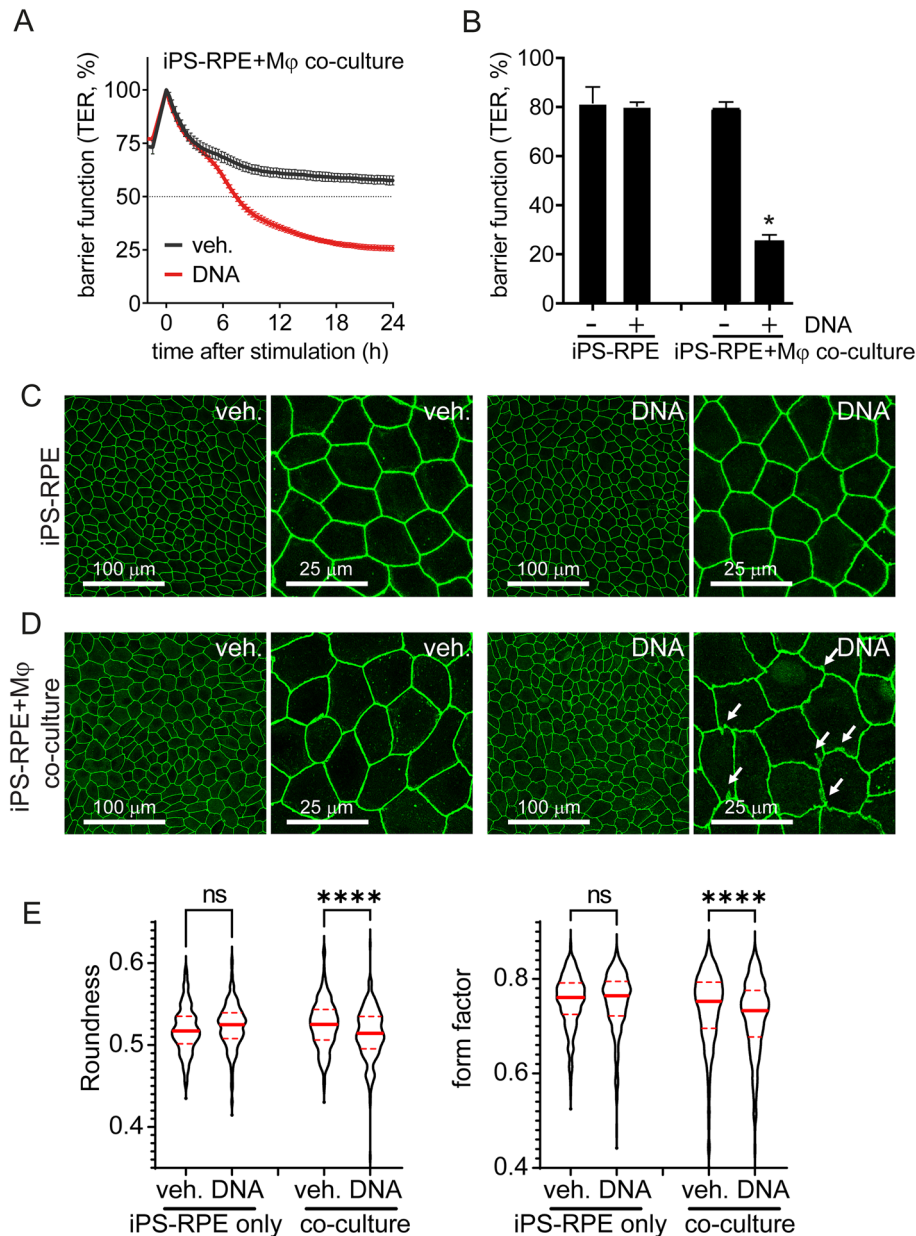 A
iPS-RPE+Mφ co-culture
barrier function (TER, %)
100
75
50
25
0
veh.
DNA
0 6 12 18 24
time after stimulation (h)
B
barrier function (TER, %)
80
60
40
20
0
*
- + - + DNA
iPS-RPE iPS-RPE+Mφ co-culture
C
iPS-RPE
veh. veh. DNA DNA
100 μm 25 μm 100 μm 25 μm
D
iPS-RPE+Mφ
co-culture
veh. veh. DNA DNA
100 μm 25 μm 100 μm 25 μm
E
Roundness
ns ****
0.6
0.5
0.4
veh. DNA veh. DNA
iPS-RPE only co-culture
form factor
ns ****
0.8
0.6
0.4
veh. DNA veh. DNA
iPS-RPE only co-culture